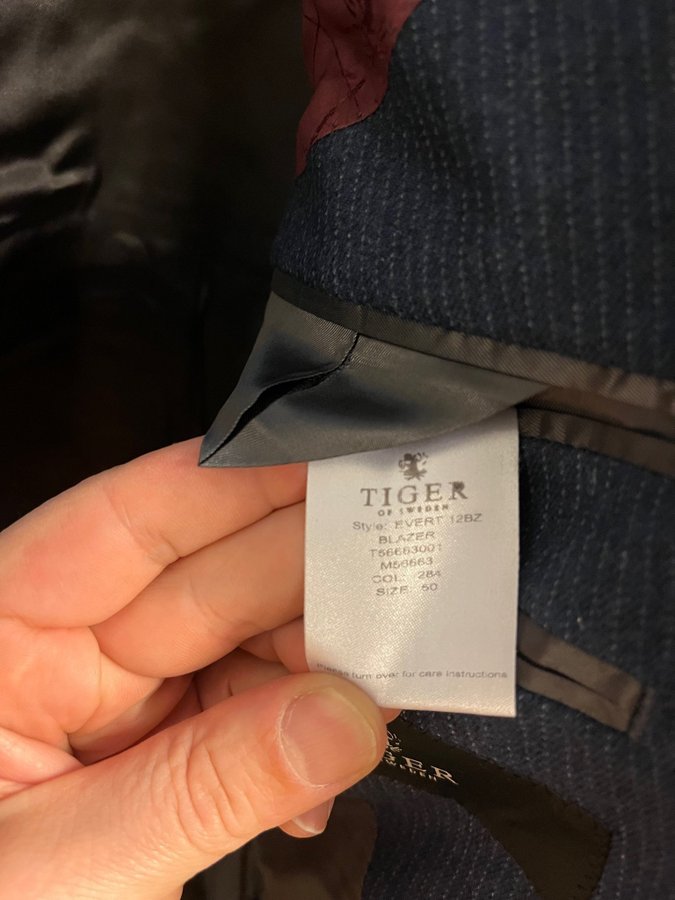 TIGER
OF SWEDEN
Style: EVERT 12BZ
BLAZER
T56663001
M56663
COL: 284
SIZE: 50
Please turn over for care instructions
GER